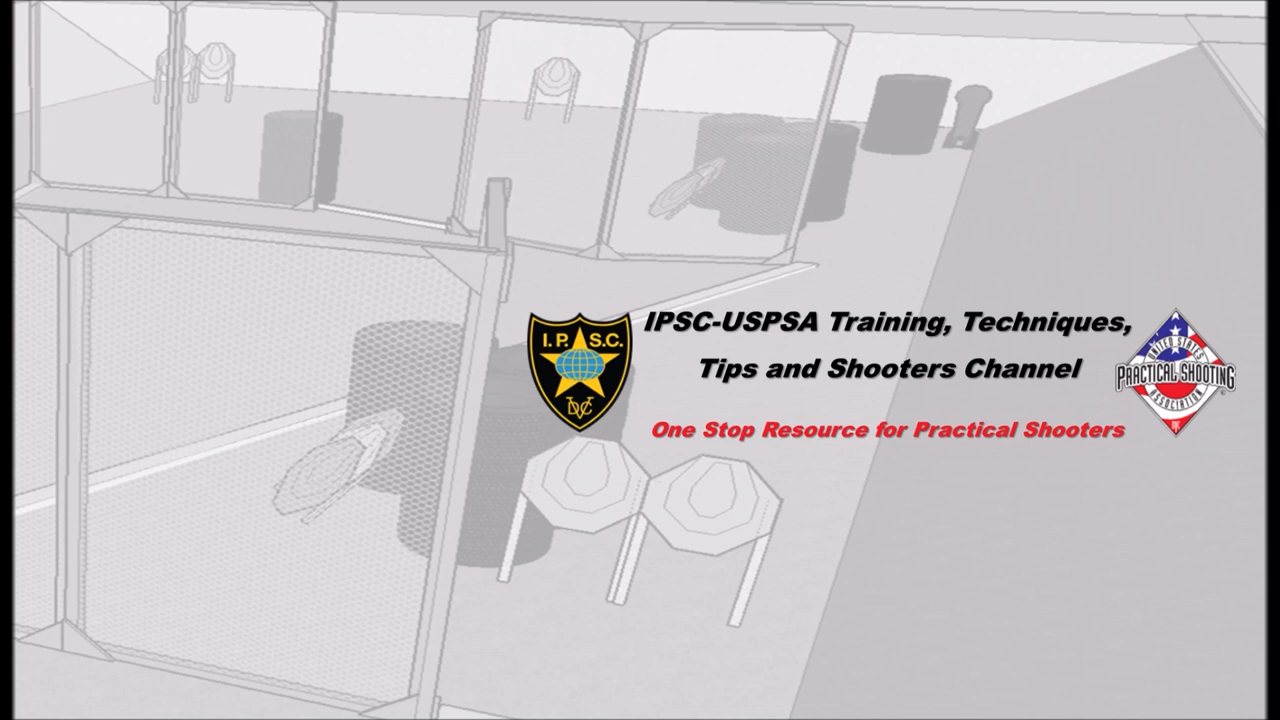 I.P.S.C.
DVC
IPSC-USPSA Training, Techniques,
Tips and Shooters Channel
One Stop Resource for Practical Shooters
UNITED STATES
PRACTICAL SHOOTING
ASSOCIATION